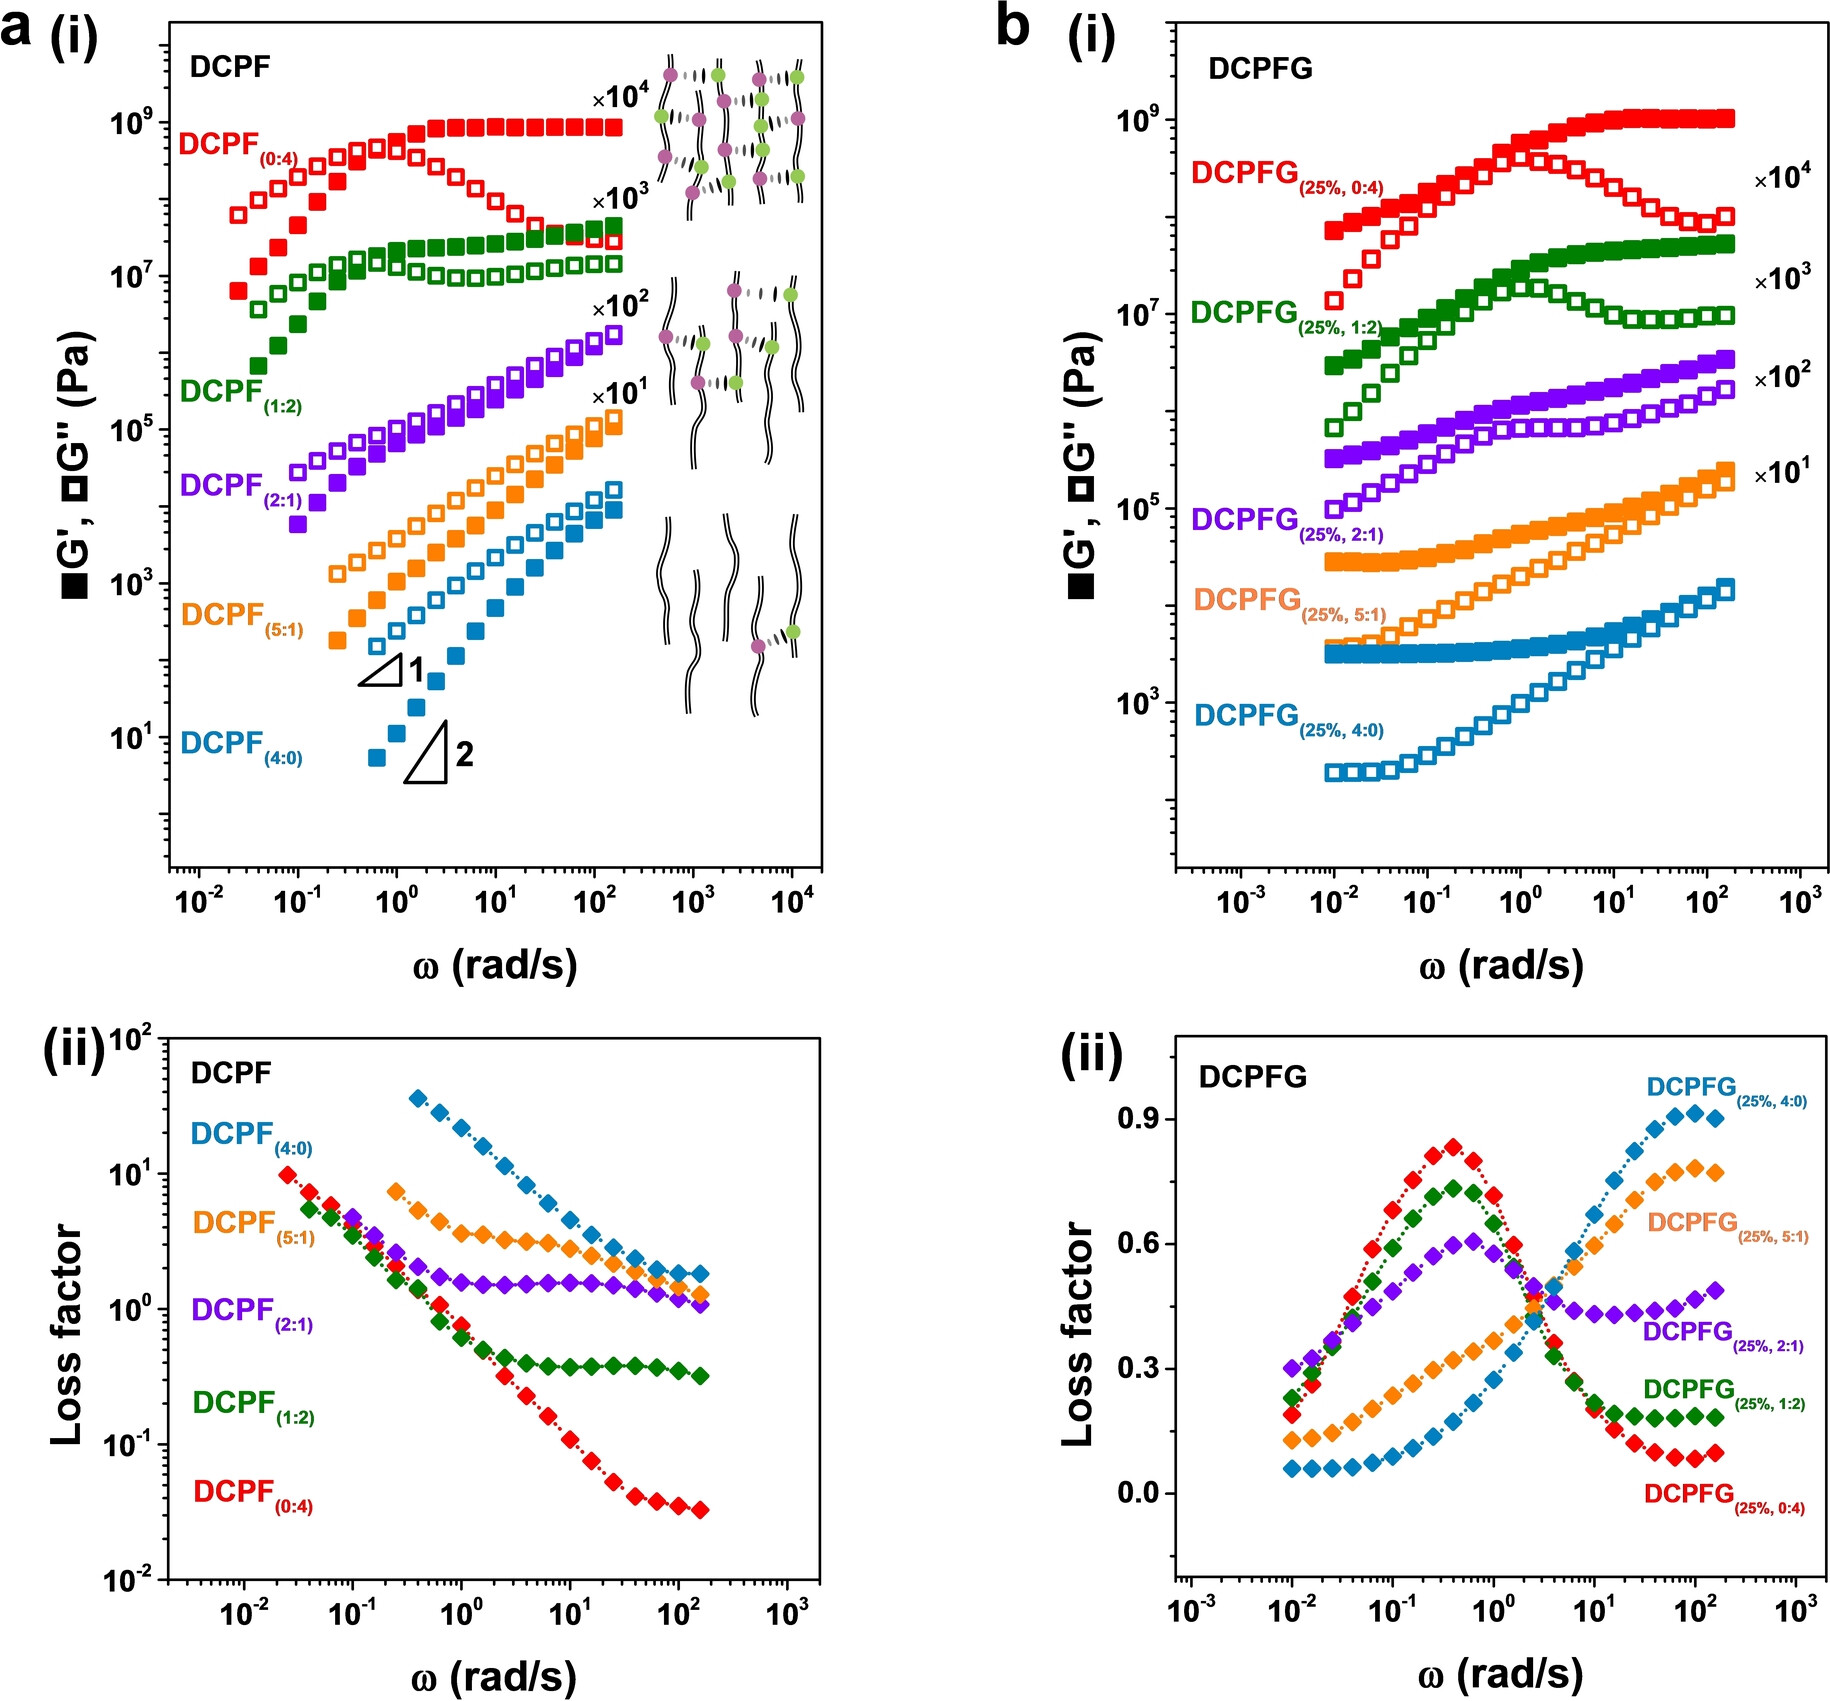 a (i)
DCPF
■G', □G'' (Pa)
10⁹
10⁷
10⁵
10³
10¹
DCPF(0:4)
DCPF(1:2)
DCPF(2:1)
DCPF(5:1)
DCPF(4:0)
×10⁴
×10³
×10²
×10¹
1
2
10⁻² 10⁻¹ 10⁰ 10¹ 10² 10³ 10⁴
ω (rad/s)
b (i)
DCPFG
■G', □G'' (Pa)
10⁹
10⁷
10⁵
10³
DCPFG(25%, 0:4)
DCPFG(25%, 1:2)
DCPFG(25%, 2:1)
DCPFG(25%, 5:1)
DCPFG(25%, 4:0)
×10⁴
×10³
×10²
×10¹
10⁻³ 10⁻² 10⁻¹ 10⁰ 10¹ 10² 10³
ω (rad/s)
(ii)
DCPF
Loss factor
10²
10¹
10⁰
10⁻¹
10⁻²
DCPF(4:0)
DCPF(5:1)
DCPF(2:1)
DCPF(1:2)
DCPF(0:4)
10⁻² 10⁻¹ 10⁰ 10¹ 10² 10³
ω (rad/s)
(ii)
DCPFG
Loss factor
0.9
0.6
0.3
0.0
DCPFG(25%, 4:0)
DCPFG(25%, 5:1)
DCPFG(25%, 2:1)
DCPFG(25%, 1:2)
DCPFG(25%, 0:4)
10⁻³ 10⁻² 10⁻¹ 10⁰ 10¹ 10² 10³
ω (rad/s)